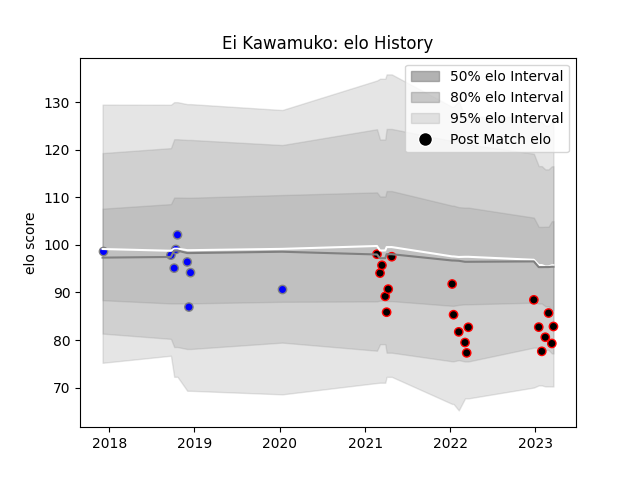 Ei Kawamuko: elo History
50% elo Interval
80% elo Interval
95% elo Interval
Post Match elo
elo score
130
120
110
100
90
80
70
2018
2019
2020
2021
2022
2023